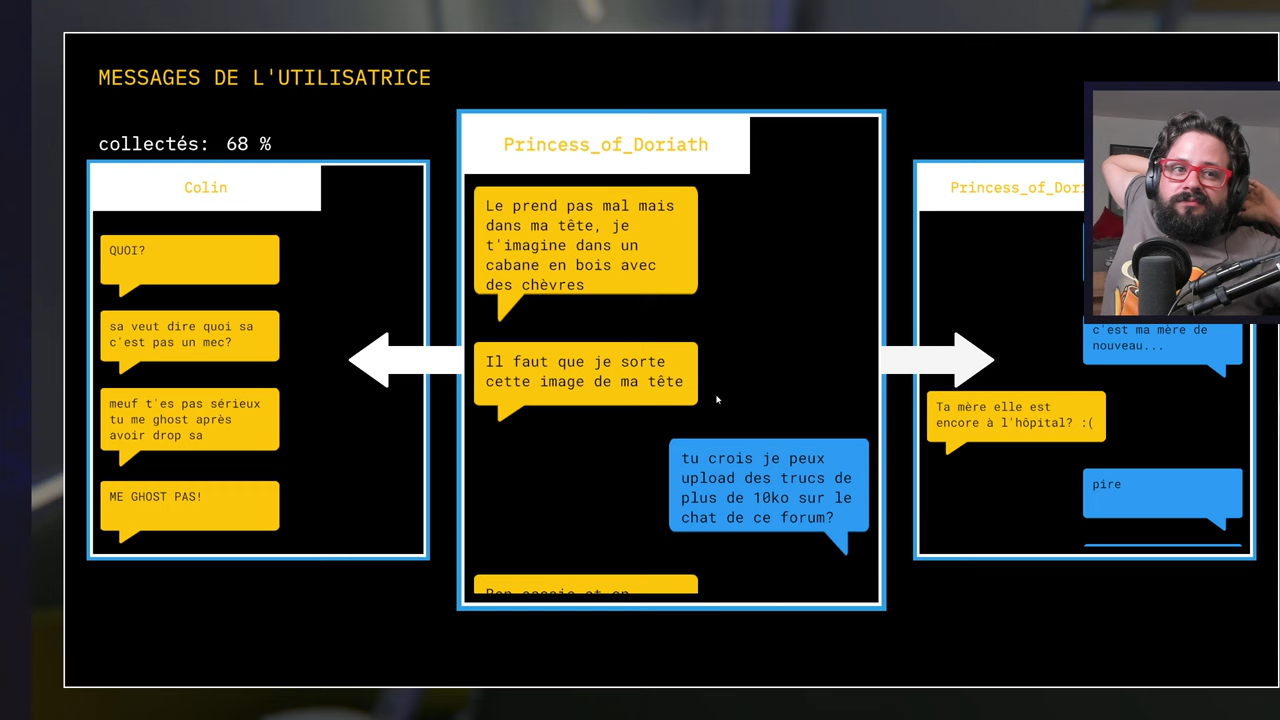 MESSAGES DE L'UTILISATRICE
collectés: 68 %
Colin
QUOI?
sa veut dire quoi sa
c'est pas un mec?
meuf t'es pas sérieux
tu me ghost après
avoir drop sa
ME GHOST PAS!
Princess_of_Doriath
Le prend pas mal mais
dans ma tête, je
t'imagine dans un
cabane en bois avec
des chèvres
Il faut que je sorte
cette image de ma tête
tu crois je peux
upload des trucs de
plus de 10ko sur le
chat de ce forum?
c'est ma mère de
nouveau...
Ta mère elle est
encore à l'hôpital? :(
pire